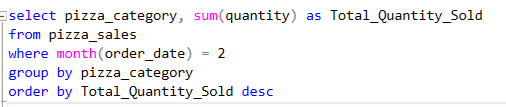 select pizza_category, sum(quantity) as Total_Quantity_Sold
from pizza_sales
where month(order_date) = 2
group by pizza_category
order by Total_Quantity_Sold desc